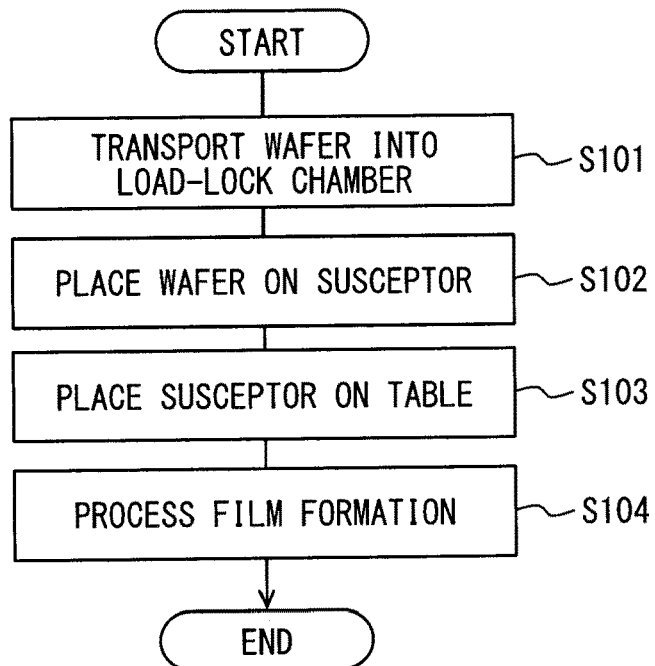 START
TRANSPORT WAFER INTO
LOAD-LOCK CHAMBER
S101
PLACE WAFER ON SUSCEPTOR
S102
PLACE SUSCEPTOR ON TABLE
S103
PROCESS FILM FORMATION
S104
END